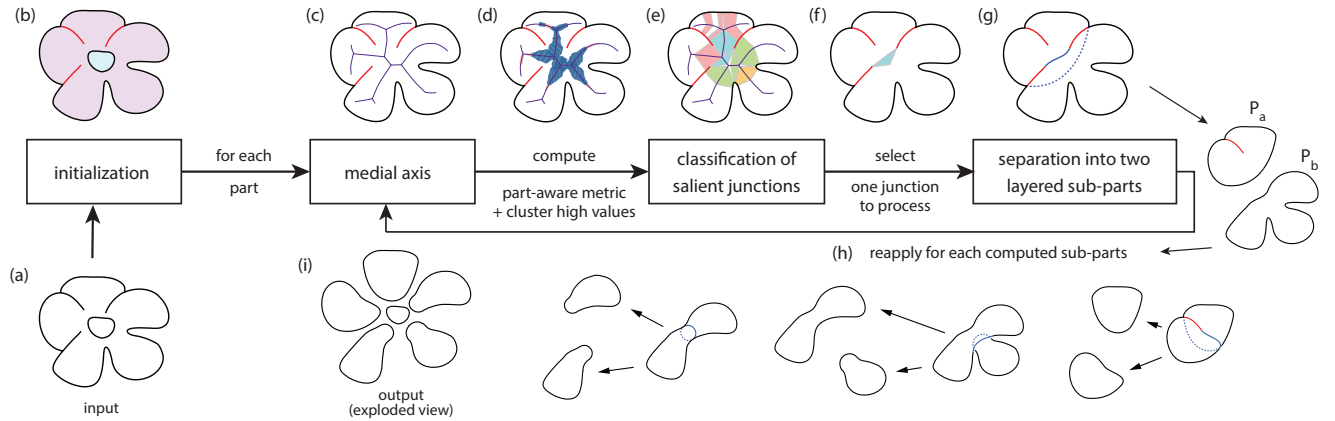 (b)
(c)
(d)
(e)
(f)
(g)
P_a
P_b
initialization
for each
part
medial axis
compute
part-aware metric
+ cluster high values
classification of
salient junctions
select
one junction
to process
separation into two
layered sub-parts
(h) reapply for each computed sub-parts
(a)
(i)
input
output
(exploded view)